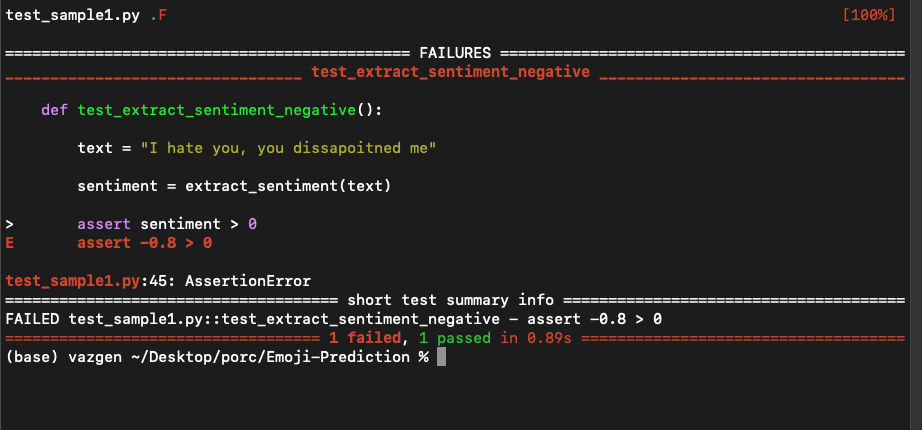 test_sample1.py .F [100%]
========================================= FAILURES =========================================
_________________________________ test_extract_sentiment_negative __________________________________
def test_extract_sentiment_negative():
text = "I hate you, you dissapoitned me"
sentiment = extract_sentiment(text)
> assert sentiment > 0
E assert -0.8 > 0
test_sample1.py:45: AssertionError
===================================== short test summary info ======================================
FAILED test_sample1.py::test_extract_sentiment_negative - assert -0.8 > 0
=================================== 1 failed, 1 passed in 0.89s ====================================
(base) vazgen ~/Desktop/porc/Emoji-Prediction %